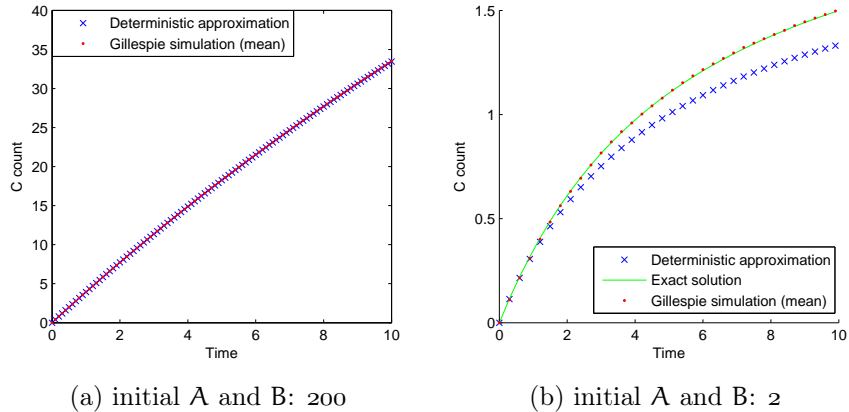 40
35
30
25
20
15
10
5
0
C count
Deterministic approximation
Gillespie simulation (mean)
0 2 4 6 8 10
Time
(a) initial A and B: 200
1.5
1
0.5
0
C count
Deterministic approximation
Exact solution
Gillespie simulation (mean)
0 2 4 6 8 10
Time
(b) initial A and B: 2